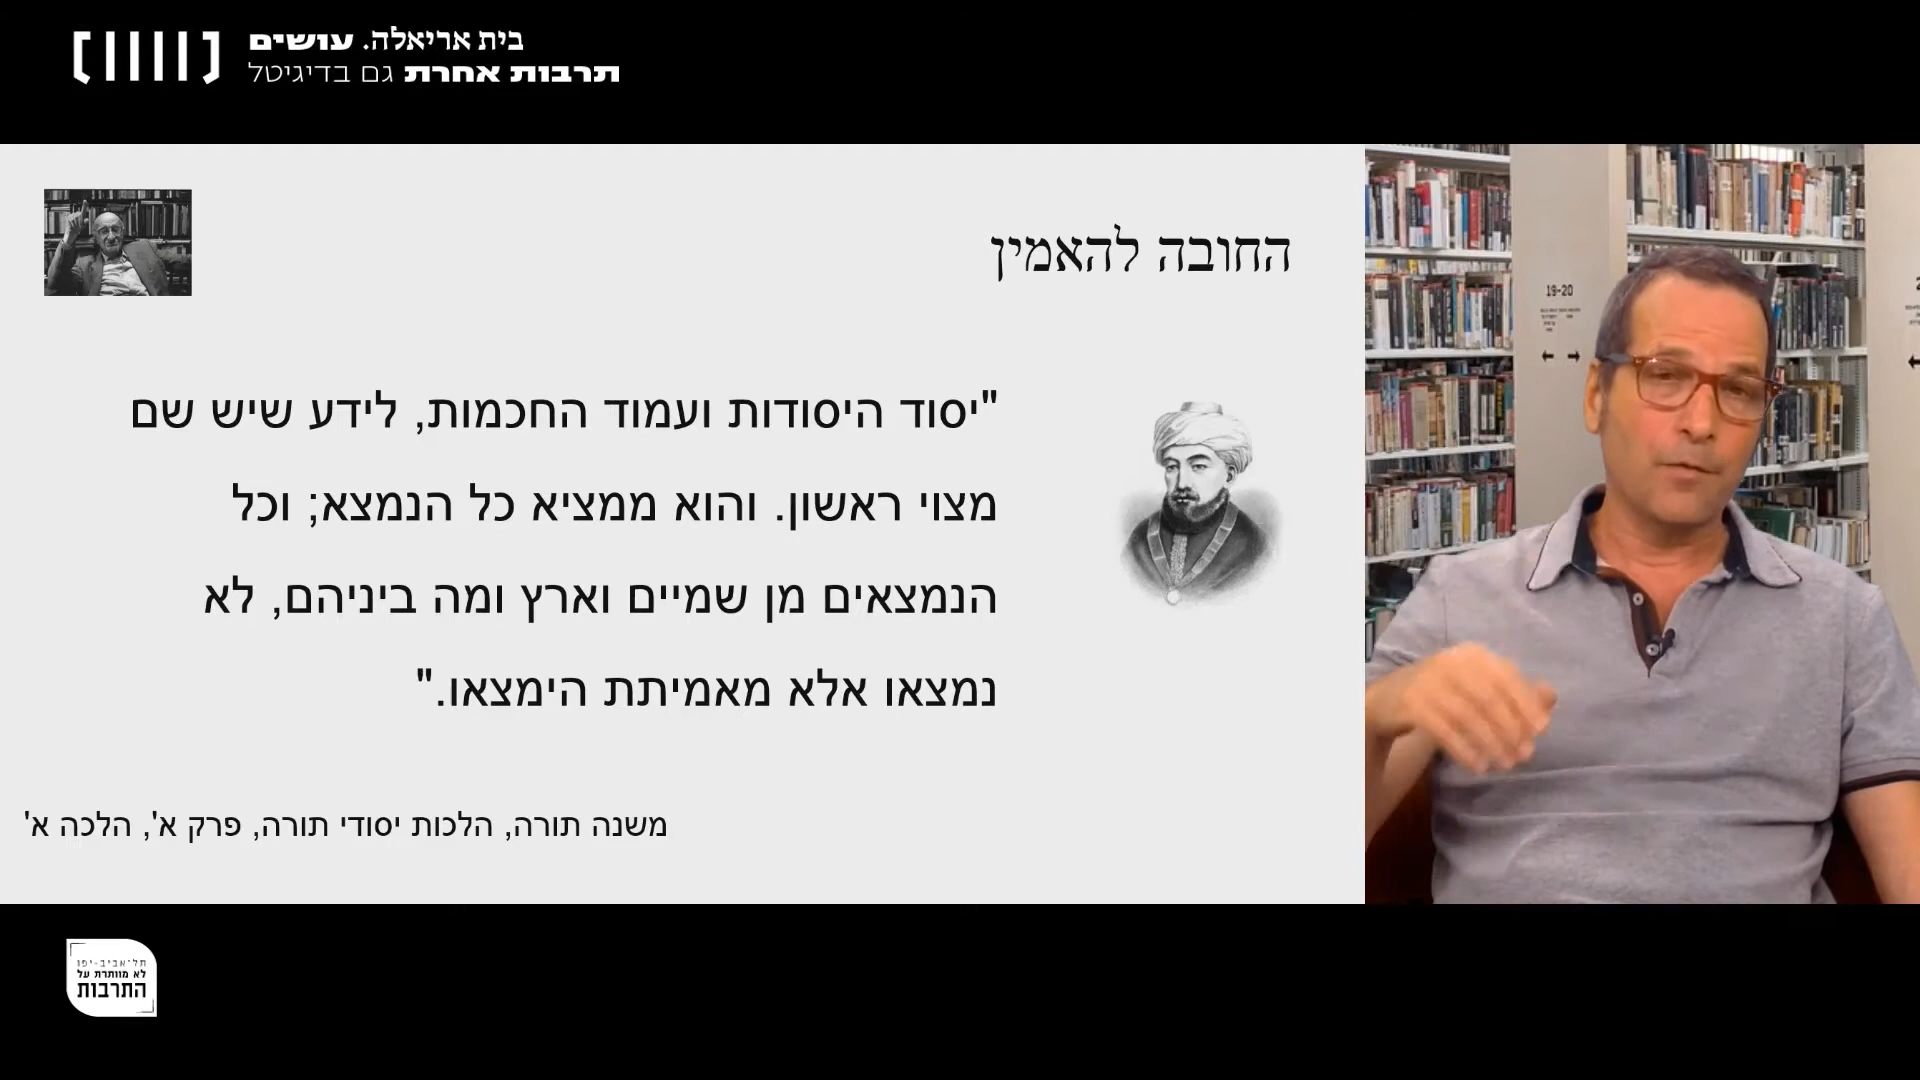 בית אריאלה. עושים
תרבות אחרת גם בדיגיטל
החובה להאמין
"יסוד היסודות ועמוד החכמות, לידע שיש שם
מצוי ראשון. והוא ממציא כל הנמצא; וכל
הנמצאים מן שמיים וארץ ומה ביניהם, לא
נמצאו אלא מאמיתת הימצאו."
משנה תורה, הלכות יסודי תורה, פרק א', הלכה א'
19-20
תל-אביב-יפו
לא מוותרת על
התרבות